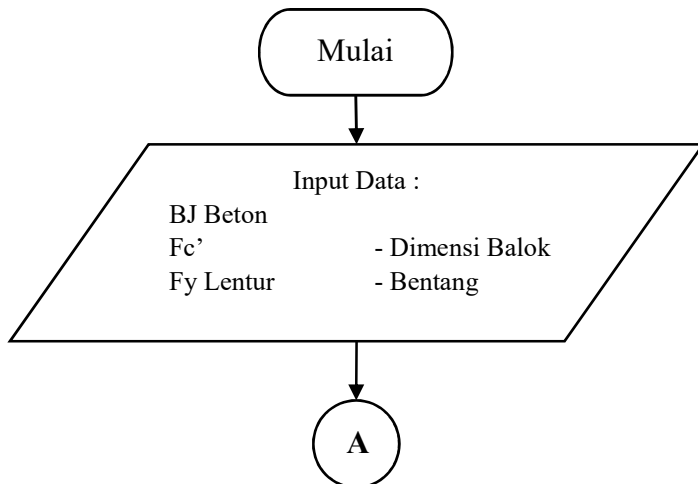 Mulai
Input Data :
BJ Beton
Fc’ - Dimensi Balok
Fy Lentur - Bentang
A